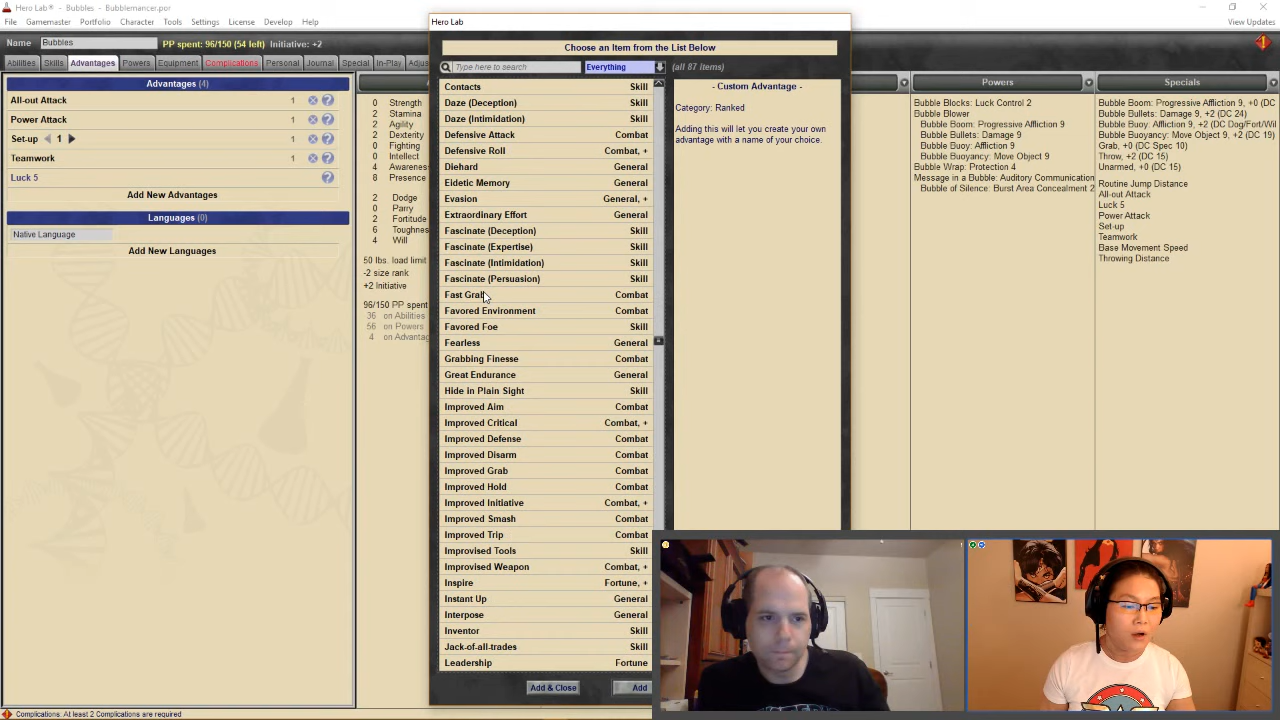 Hero Lab® - Bubbles - Bubblemancer.por
File Gamemaster Portfolio Character Tools Settings License Develop Help
View Updates
Name Bubbles PP spent: 96/150 (54 left) Initiative: +2
Abilities Skills Advantages Powers Equipment Complications Personal Journal Special In-Play
Advantages (4)
All-out Attack 1
Power Attack 1
Set-up 1 1
Teamwork 1
Luck 5
Add New Advantages
Languages (0)
Native Language
Add New Languages
0 Strength
2 Stamina
2 Agility
2 Dexterity
0 Fighting
0 Intellect
4 Awareness
8 Presence
2 Dodge
0 Parry
2 Fortitude
6 Toughness
4 Will
50 lbs. load limit
-2 size rank
+2 Initiative
96/150 PP spent
36 on Abilities
56 on Powers
4 on Advantag
Hero Lab
Choose an Item from the List Below
Type here to search Everything (all 87 items)
Contacts Skill
Daze (Deception) Skill
Daze (Intimidation) Skill
Defensive Attack Combat
Defensive Roll Combat, +
Diehard General
Eidetic Memory General
Evasion General, +
Extraordinary Effort General
Fascinate (Deception) Skill
Fascinate (Expertise) Skill
Fascinate (Intimidation) Skill
Fascinate (Persuasion) Skill
Fast Grab Combat
Favored Environment Combat
Favored Foe Skill
Fearless General
Grabbing Finesse Combat
Great Endurance General
Hide in Plain Sight Skill
Improved Aim Combat
Improved Critical Combat, +
Improved Defense Combat
Improved Disarm Combat
Improved Grab Combat
Improved Hold Combat
Improved Initiative Combat, +
Improved Smash Combat
Improved Trip Combat
Improvised Tools Skill
Improvised Weapon Combat, +
Inspire Fortune, +
Instant Up General
Interpose General
Inventor Skill
Jack-of-all-trades Skill
Leadership Fortune
Add & Close Add
- Custom Advantage -
Category: Ranked
Adding this will let you create your own
advantage with a name of your choice.
Powers
Bubble Blocks: Luck Control 2
Bubble Blower
Bubble Boom: Progressive Affliction 9
Bubble Bullets: Damage 9
Bubble Buoy: Affliction 9
Bubble Buoyancy: Move Object 9
Bubble Wrap: Protection 4
Message in a Bubble: Auditory Communication
Bubble of Silence: Burst Area Concealment 2
Specials
Bubble Boom: Progressive Affliction 9, +0 (DC
Bubble Bullets: Damage 9, +2 (DC 24)
Bubble Buoy: Affliction 9, +2 (DC Dog/Fort/Wil
Bubble Buoyancy: Move Object 9, +2 (DC 19)
Grab, +0 (DC Spec 10)
Throw, +2 (DC 15)
Unarmed, +0 (DC 15)
Routine Jump Distance
All-out Attack
Luck 5
Power Attack
Set-up
Teamwork
Base Movement Speed
Throwing Distance
Complications: At least 2 Complications are required